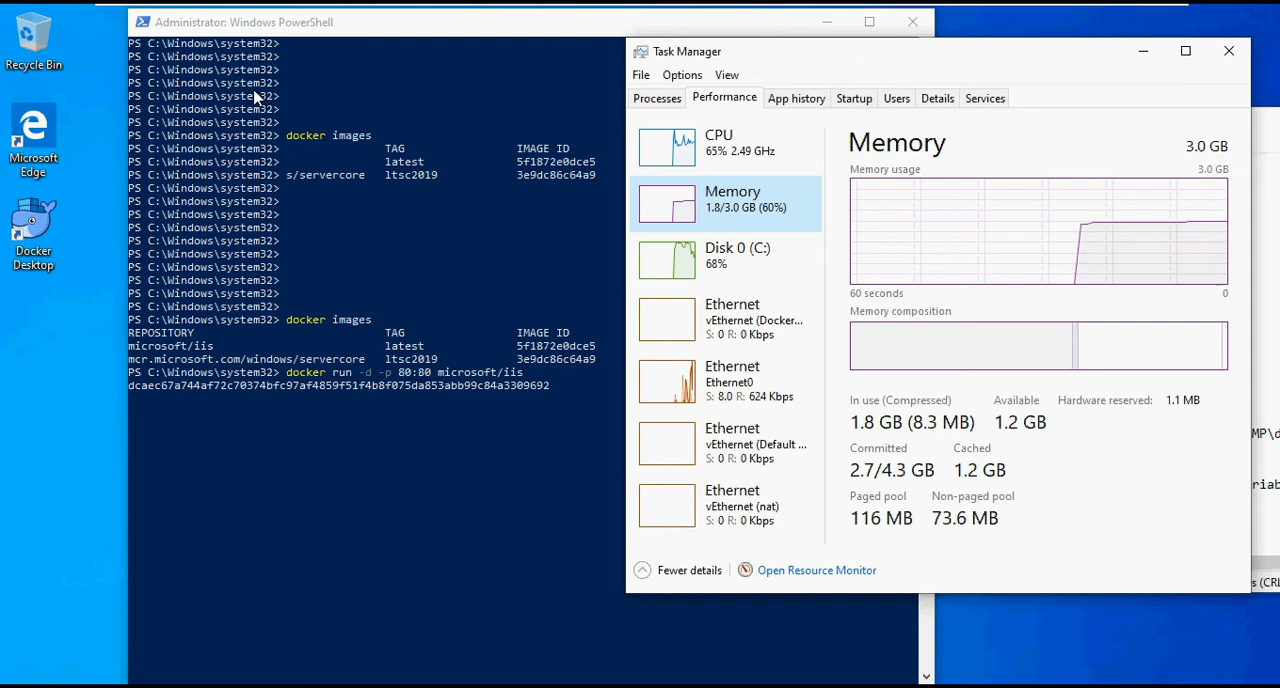 Recycle Bin
Microsoft
Edge
Docker
Desktop
Administrator: Windows PowerShell
PS C:\Windows\system32>
PS C:\Windows\system32>
PS C:\Windows\system32>
PS C:\Windows\system32>
PS C:\Windows\system32>
PS C:\Windows\system32>
PS C:\Windows\system32>
PS C:\Windows\system32> docker images
TAG IMAGE ID
PS C:\Windows\system32> latest 5f1872e0dce5
PS C:\Windows\system32> s/servercore ltsc2019 3e9dc86c64a9
PS C:\Windows\system32>
PS C:\Windows\system32>
PS C:\Windows\system32>
PS C:\Windows\system32>
PS C:\Windows\system32>
PS C:\Windows\system32>
PS C:\Windows\system32>
PS C:\Windows\system32>
PS C:\Windows\system32>
PS C:\Windows\system32>
PS C:\Windows\system32> docker images
REPOSITORY TAG IMAGE ID
microsoft/iis latest 5f1872e0dce5
mcr.microsoft.com/windows/servercore ltsc2019 3e9dc86c64a9
PS C:\Windows\system32> docker run -d -p 80:80 microsoft/iis
dcaec67a744af72c70374bfc97af4859f51f4b8f075da853abb99c84a3309692
Task Manager
File Options View
Processes Performance App history Startup Users Details Services
CPU
65% 2.49 GHz
Memory
1.8/3.0 GB (60%)
Disk 0 (C:)
68%
Ethernet
vEthernet (Docker...
S: 0 R: 0 Kbps
Ethernet
Ethernet0
S: 8.0 R: 624 Kbps
Ethernet
vEthernet (Default ...
S: 0 R: 0 Kbps
Ethernet
vEthernet (nat)
S: 0 R: 0 Kbps
Memory 3.0 GB
Memory usage 3.0 GB
60 seconds 0
Memory composition
In use (Compressed) Available Hardware reserved: 1.1 MB
1.8 GB (8.3 MB) 1.2 GB
Committed Cached
2.7/4.3 GB 1.2 GB
Paged pool Non-paged pool
116 MB 73.6 MB
Fewer details Open Resource Monitor
MP\d
riab
s (CRL